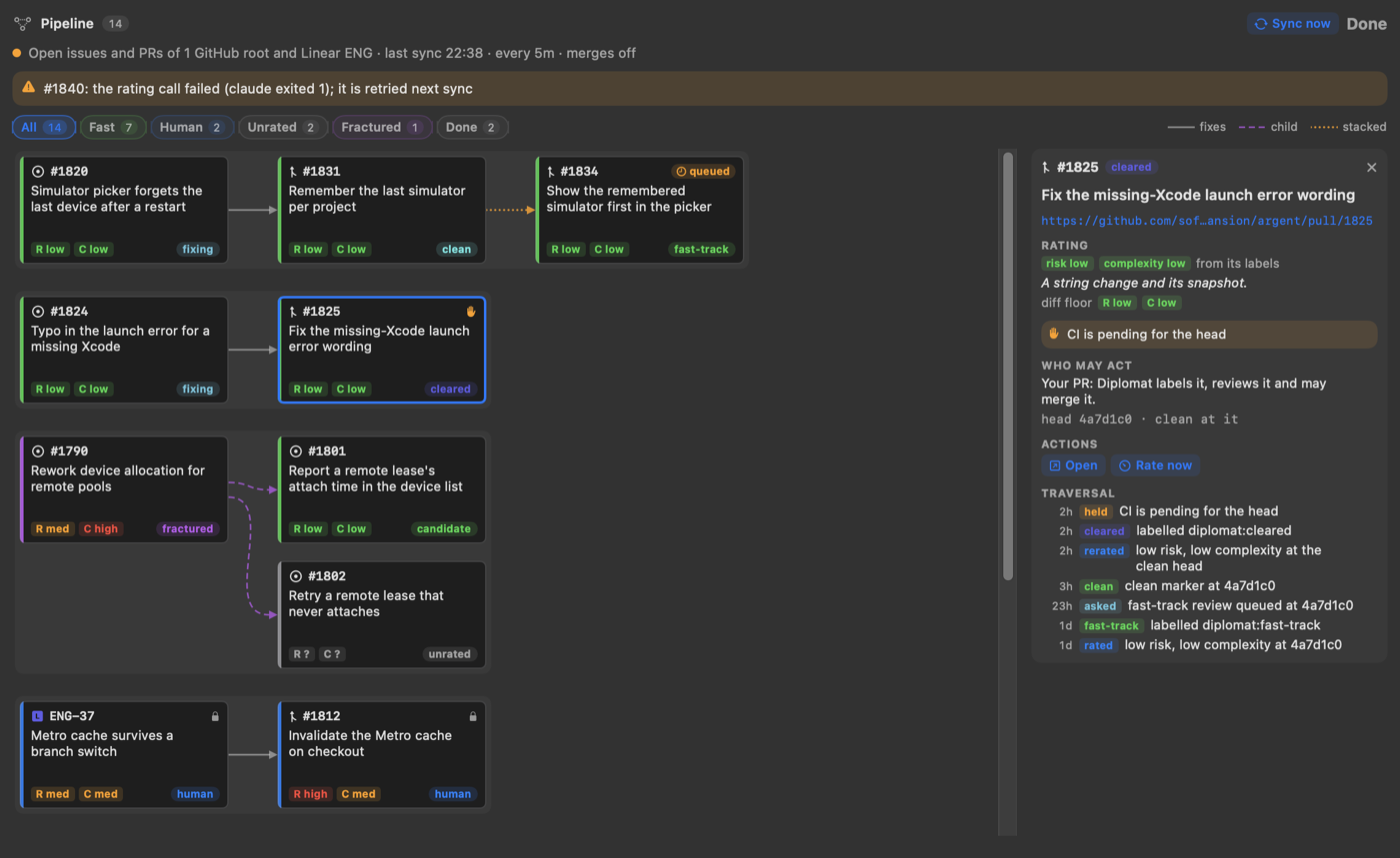 Pipeline 14
Sync now Done
Open issues and PRs of 1 GitHub root and Linear ENG · last sync 22:38 · every 5m · merges off
#1840: the rating call failed (claude exited 1); it is retried next sync
All 14 Fast 7 Human 2 Unrated 2 Fractured 1 Done 2
fixes child stacked
#1820
Simulator picker forgets the
last device after a restart
R low C low fixing
#1831
Remember the last simulator
per project
R low C low clean
#1834 queued
Show the remembered
simulator first in the picker
R low C low fast-track
#1824
Typo in the launch error for a
missing Xcode
R low C low fixing
#1825
Fix the missing-Xcode launch
error wording
R low C low cleared
#1790
Rework device allocation for
remote pools
R med C high fractured
#1801
Report a remote lease's
attach time in the device list
R low C low candidate
#1802
Retry a remote lease that
never attaches
R ? C ? unrated
L ENG-37
Metro cache survives a
branch switch
R med C med human
#1812
Invalidate the Metro cache
on checkout
R high C med human
#1825 cleared
Fix the missing-Xcode launch error wording
https://github.com/sof…ansion/argent/pull/1825
RATING
risk low complexity low from its labels
A string change and its snapshot.
diff floor R low C low
CI is pending for the head
WHO MAY ACT
Your PR: Diplomat labels it, reviews it and may
merge it.
head 4a7d1c0 · clean at it
ACTIONS
Open Rate now
TRAVERSAL
2h held CI is pending for the head
2h cleared labelled diplomat:cleared
2h rerated low risk, low complexity at the
clean head
3h clean clean marker at 4a7d1c0
23h asked fast-track review queued at 4a7d1c0
1d fast-track labelled diplomat:fast-track
1d rated low risk, low complexity at 4a7d1c0